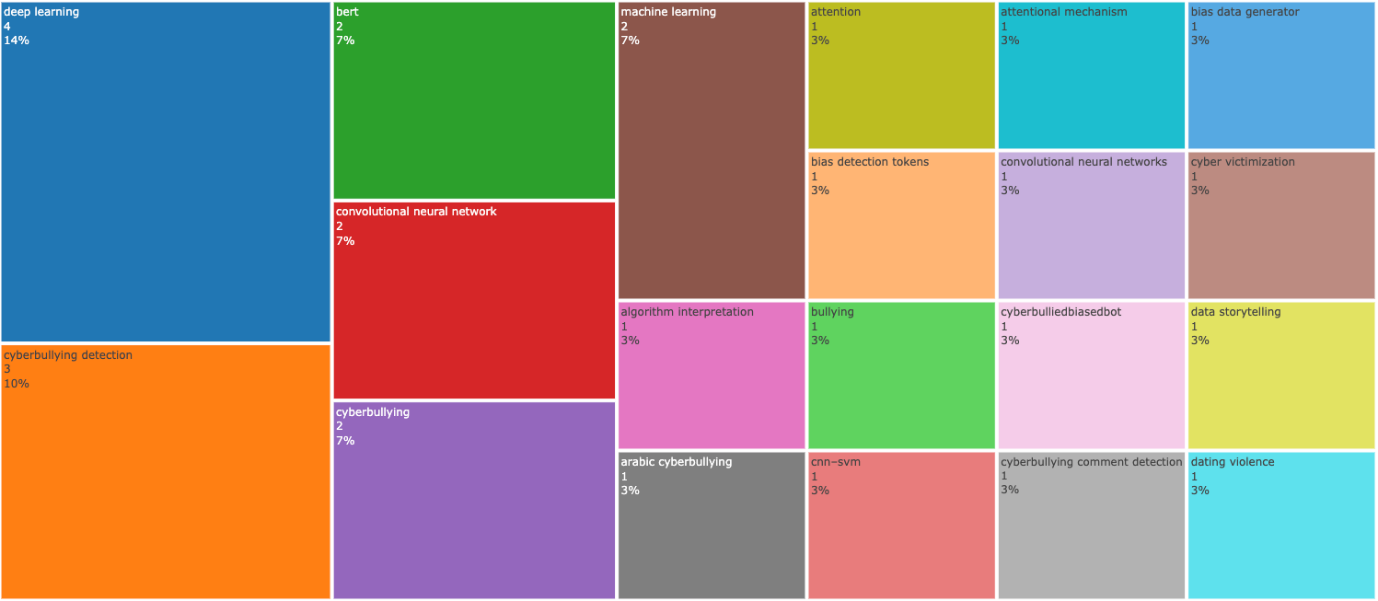 deep learning
4
14%
cyberbullying detection
3
10%
bert
2
7%
convolutional neural network
2
7%
cyberbullying
2
7%
machine learning
2
7%
algorithm interpretation
1
3%
arabic cyberbullying
1
3%
attention
1
3%
bias detection tokens
1
3%
bullying
1
3%
cnn–svm
1
3%
attentional mechanism
1
3%
convolutional neural networks
1
3%
cyberbulliedbiasedbot
1
3%
cyberbullying comment detection
1
3%
bias data generator
1
3%
cyber victimization
1
3%
data storytelling
1
3%
dating violence
1
3%